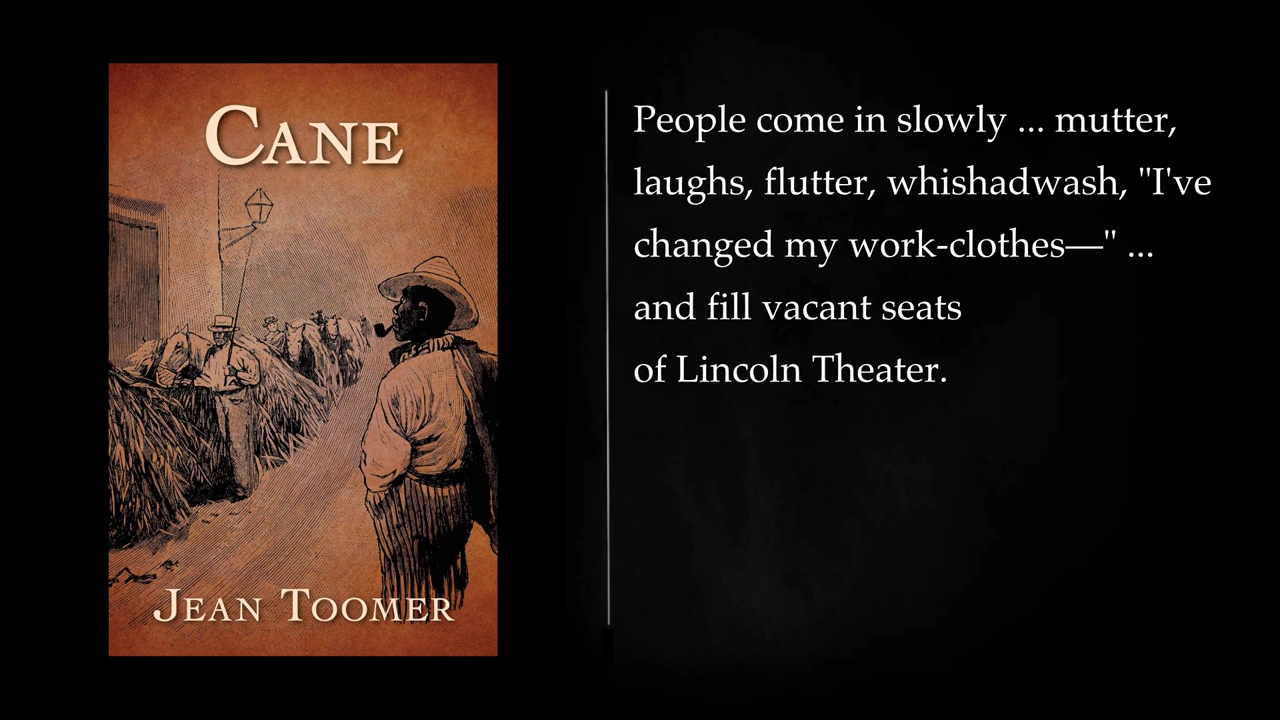 CANE
JEAN TOOMER
People come in slowly ... mutter,
laughs, flutter, whishadwash, "I've
changed my work-clothes—" ...
and fill vacant seats
of Lincoln Theater.